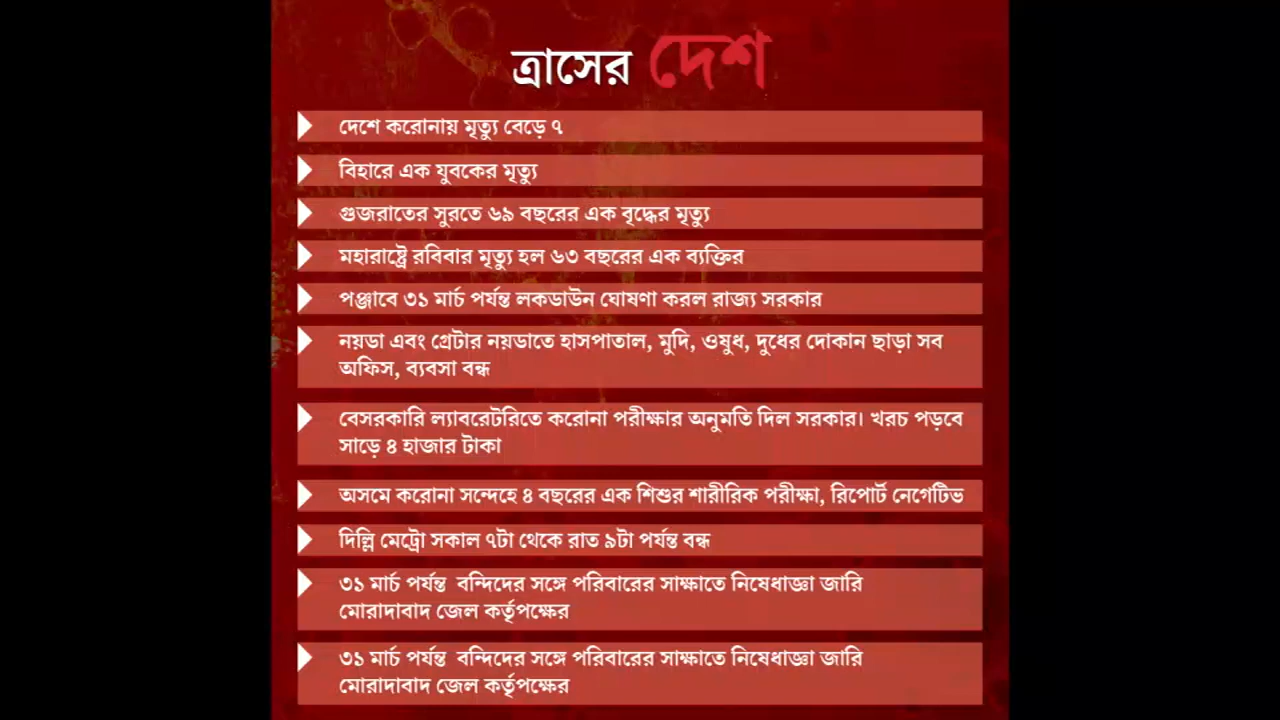 ত্রাসের দেশ
দেশে করোনায় মৃত্যু বেড়ে ৭
বিহারে এক যুবকের মৃত্যু
গুজরাতের সুরতে ৬৯ বছরের এক বৃদ্ধের মৃত্যু
মহারাষ্ট্রে রবিবার মৃত্যু হল ৬৩ বছরের এক ব্যক্তির
পঞ্জাবে ৩১ মার্চ পর্যন্ত লকডাউন ঘোষণা করল রাজ্য সরকার
নয়ডা এবং গ্রেটার নয়ডাতে হাসপাতাল, মুদি, ওষুধ, দুধের দোকান ছাড়া সব
অফিস, ব্যবসা বন্ধ
বেসরকারি ল্যাবরেটরিতে করোনা পরীক্ষার অনুমতি দিল সরকার। খরচ পড়বে
সাড়ে ৪ হাজার টাকা
অসমে করোনা সন্দেহে ৪ বছরের এক শিশুর শারীরিক পরীক্ষা, রিপোর্ট নেগেটিভ
দিল্লি মেট্রো সকাল ৭টা থেকে রাত ৯টা পর্যন্ত বন্ধ
৩১ মার্চ পর্যন্ত বন্দিদের সঙ্গে পরিবারের সাক্ষাতে নিষেধাজ্ঞা জারি
মোরাদাবাদ জেল কর্তৃপক্ষের
৩১ মার্চ পর্যন্ত বন্দিদের সঙ্গে পরিবারের সাক্ষাতে নিষেধাজ্ঞা জারি
মোরাদাবাদ জেল কর্তৃপক্ষের